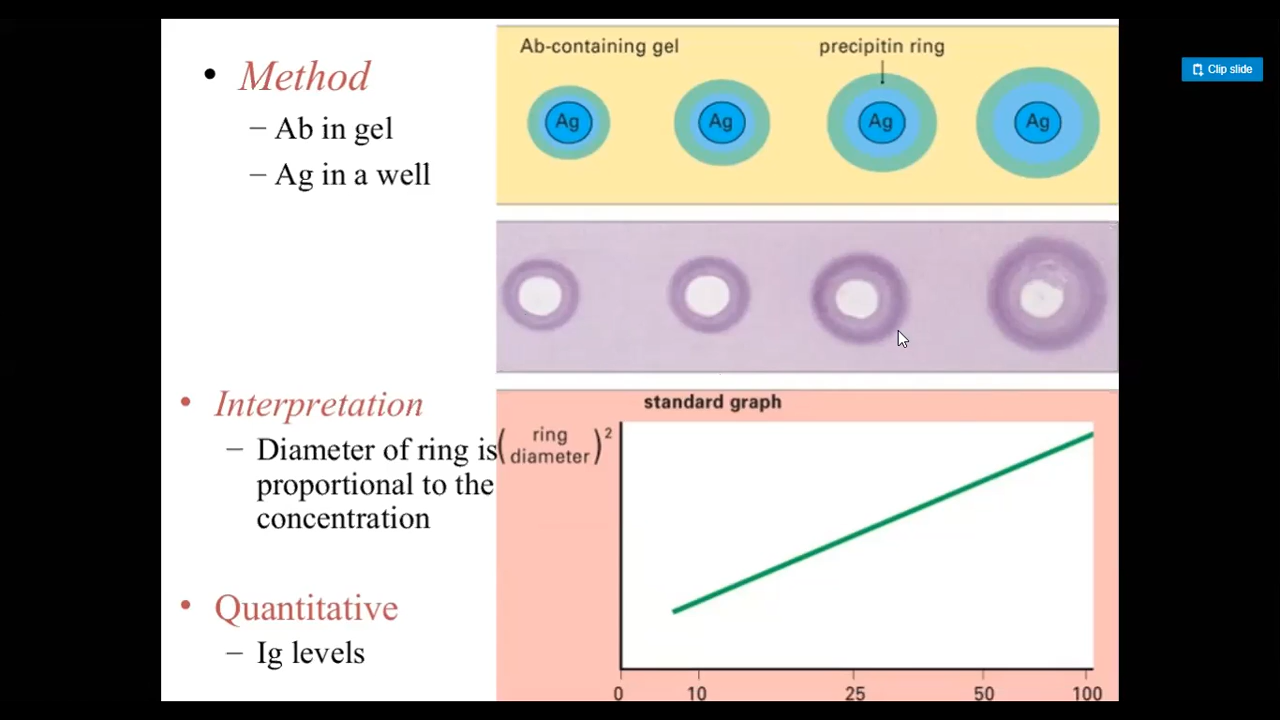 • Method
– Ab in gel
– Ag in a well
• Interpretation
– Diameter of ring is
proportional to the
concentration
• Quantitative
– Ig levels
Ab-containing gel
precipitin ring
Ag
Ag
Ag
Ag
standard graph
(ring
diameter)²
0 10 25 50 100
Clip slide